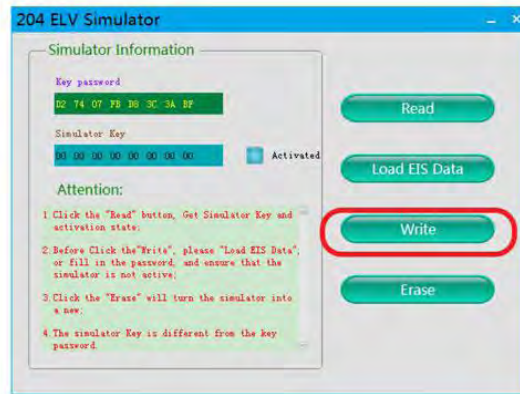 204 ELV Simulator
Simulator Information
Key password
D2 74 07 FB D8 3C 3A BF
Simulator Key
00 00 00 00 00 00 00 00
Activated
Attention:
1.Click the "Read" button, Get Simulator Key and
activation state;
2.Before Click the"Write", please "Load EIS Data",
or fill in the password, and ensure that the
simulator is not active;
3.Click the "Erase" will turn the simulator into
a new;
4.The simulator Key is different from the key
password.
Read
Load EIS Data
Write
Erase